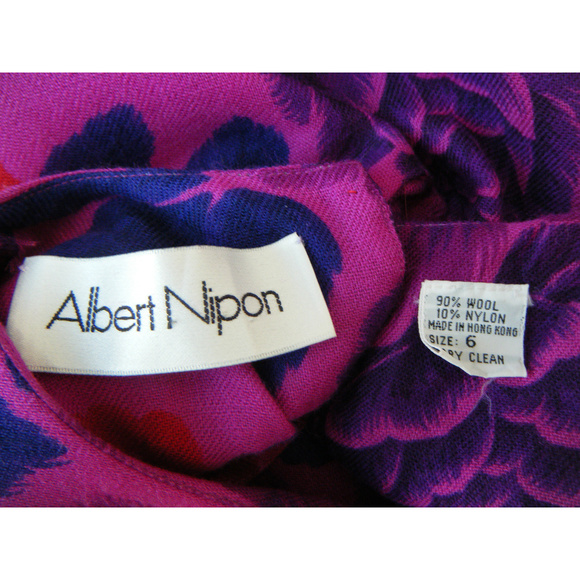 Albert Nipon
90% WOOL
10% NYLON
MADE IN HONG KONG
SIZE: 6
CLEAN